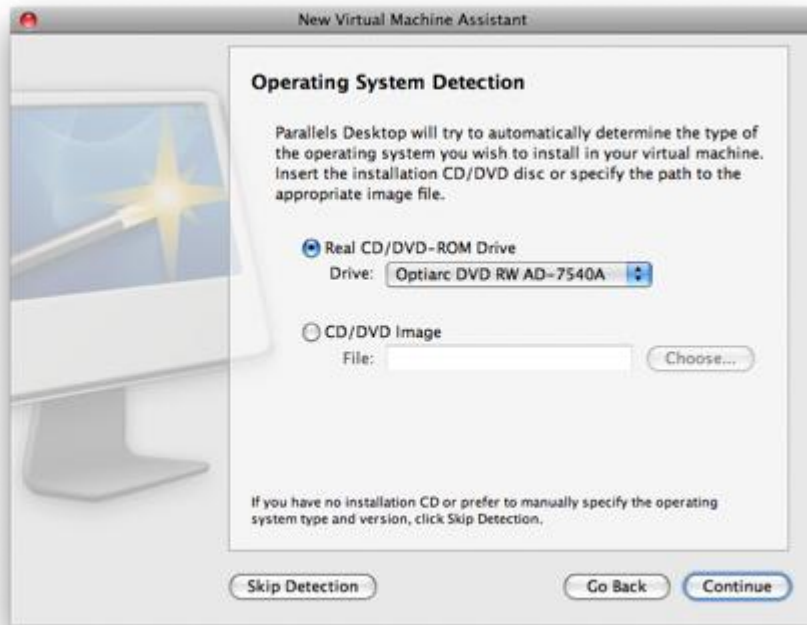 New Virtual Machine Assistant
Operating System Detection
Parallels Desktop will try to automatically determine the type of
the operating system you wish to install in your virtual machine.
Insert the installation CD/DVD disc or specify the path to the
appropriate image file.
Real CD/DVD-ROM Drive
Drive: Optiarc DVD RW AD-7540A
CD/DVD Image
File: Choose...
If you have no installation CD or prefer to manually specify the operating
system type and version, click Skip Detection.
Skip Detection Go Back Continue